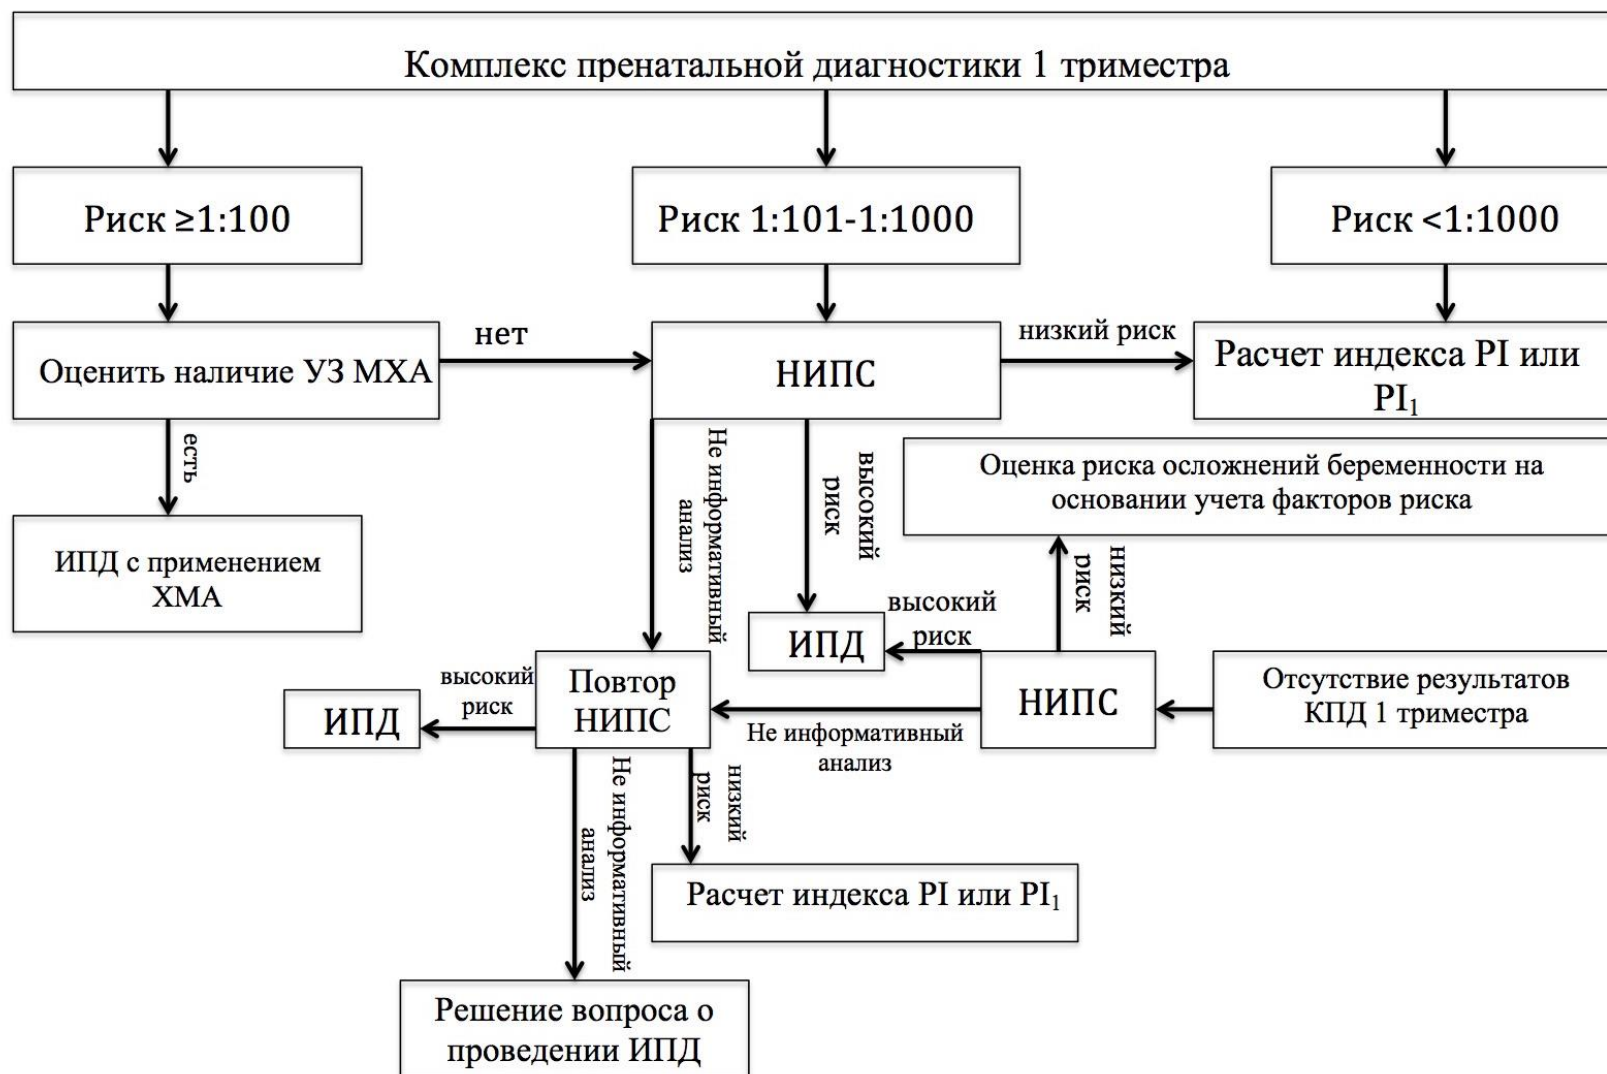 Комплекс пренатальной диагностики 1 триместра
Риск ≥1:100
Риск 1:101-1:1000
Риск <1:1000
Оценить наличие УЗ МХА
нет
НИПС
низкий риск
Расчет индекса PI или
PI₁
есть
Не информативный
анализ
высокий
риск
Оценка риска осложнений беременности на
основании учета факторов риска
ИПД с применением
ХМА
низкий
риск
ИПД
высокий
риск
Повтор
НИПС
НИПС
Отсутствие результатов
КПД 1 триместра
высокий
риск
ИПД
Не информативный
анализ
Не информативный
анализ
низкий
риск
Расчет индекса PI или PI₁
Решение вопроса о
проведении ИПД